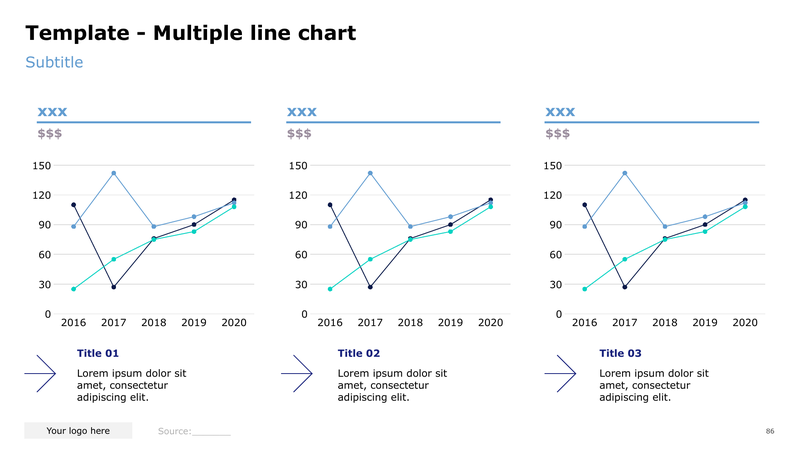 Template - Multiple line chart
Subtitle
xxx
$$$
150
120
90
60
30
0
2016 2017 2018 2019 2020
Title 01
Lorem ipsum dolor sit
amet, consectetur
adipiscing elit.
xxx
$$$
150
120
90
60
30
0
2016 2017 2018 2019 2020
Title 02
Lorem ipsum dolor sit
amet, consectetur
adipiscing elit.
xxx
$$$
150
120
90
60
30
0
2016 2017 2018 2019 2020
Title 03
Lorem ipsum dolor sit
amet, consectetur
adipiscing elit.
Your logo here
Source:_______
86